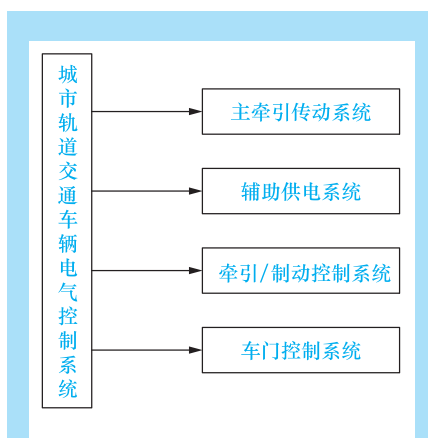 城市轨道交通车辆电气控制系统
主牵引传动系统
辅助供电系统
牵引/制动控制系统
车门控制系统